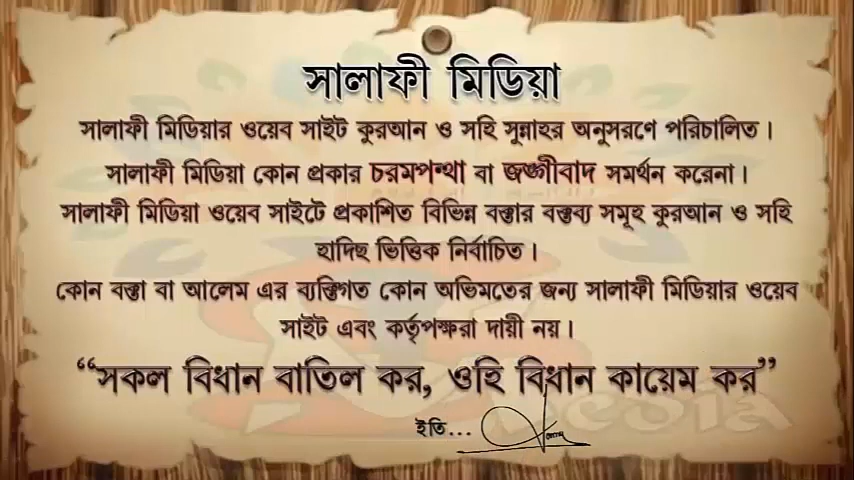 সালাফী মিডিয়া
সালাফী মিডিয়ার ওয়েব সাইট কুরআন ও সহি সুন্নাহর অনুসরণে পরিচালিত।
সালাফী মিডিয়া কোন প্রকার চরমপন্থা বা জঙ্গীবাদ সমর্থন করেনা।
সালাফী মিডিয়া ওয়েব সাইটে প্রকাশিত বিভিন্ন বক্তার বক্তব্য সমূহ কুরআন ও সহি
হাদিছ ভিত্তিক নির্বাচিত।
কোন বক্তা বা আলেম এর ব্যক্তিগত কোন অভিমতের জন্য সালাফী মিডিয়ার ওয়েব
সাইট এবং কর্তৃপক্ষরা দায়ী নয়।
“সকল বিধান বাতিল কর, ওহি বিধান কায়েম কর”
ইতি...